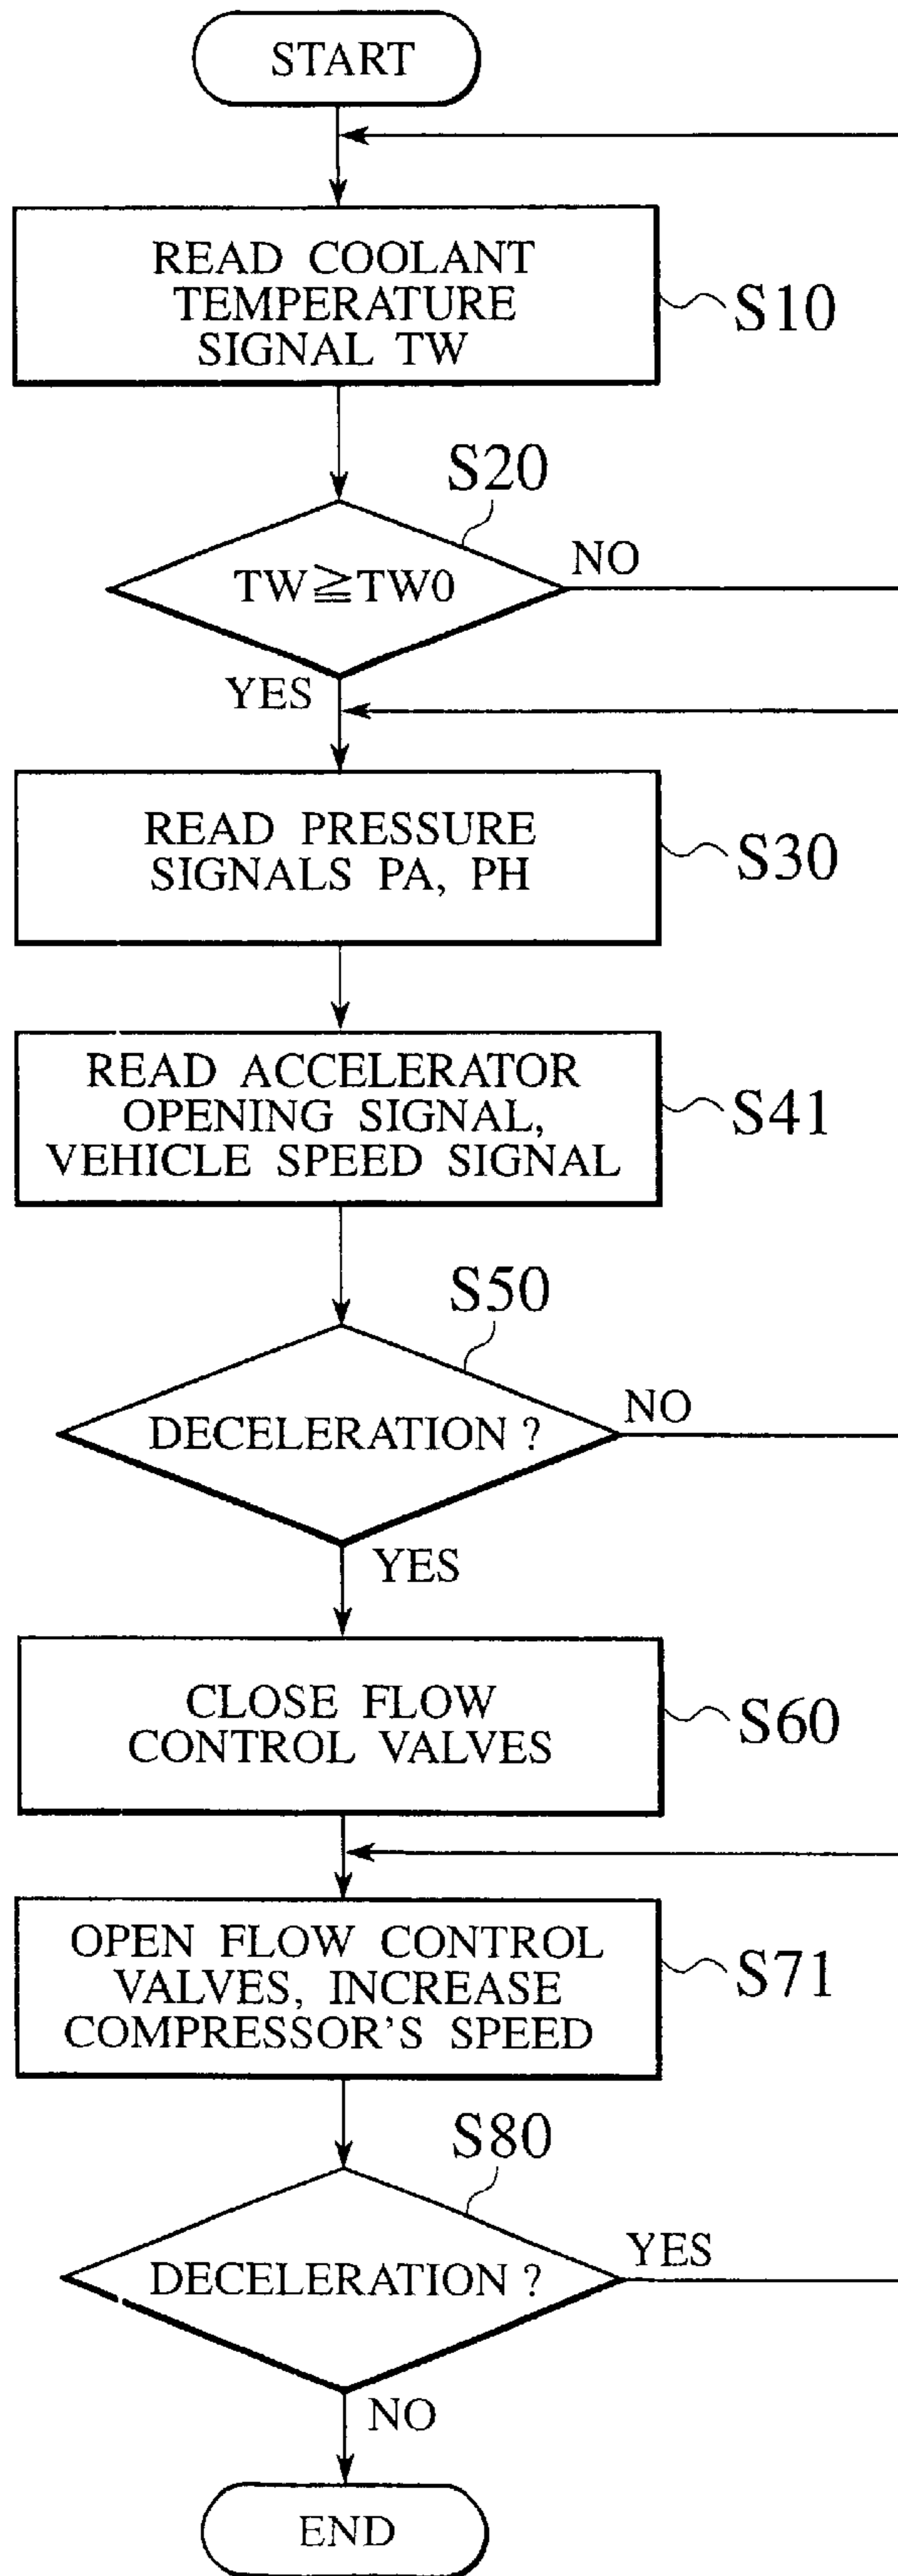 START
READ COOLANT
TEMPERATURE
SIGNAL TW
S10
S20
TW≧TW0
NO
YES
READ PRESSURE
SIGNALS PA, PH
S30
READ ACCELERATOR
OPENING SIGNAL,
VEHICLE SPEED SIGNAL
S41
S50
DECELERATION ?
NO
YES
CLOSE FLOW
CONTROL VALVES
S60
OPEN FLOW CONTROL
VALVES, INCREASE
COMPRESSOR'S SPEED
S71
S80
DECELERATION ?
YES
NO
END